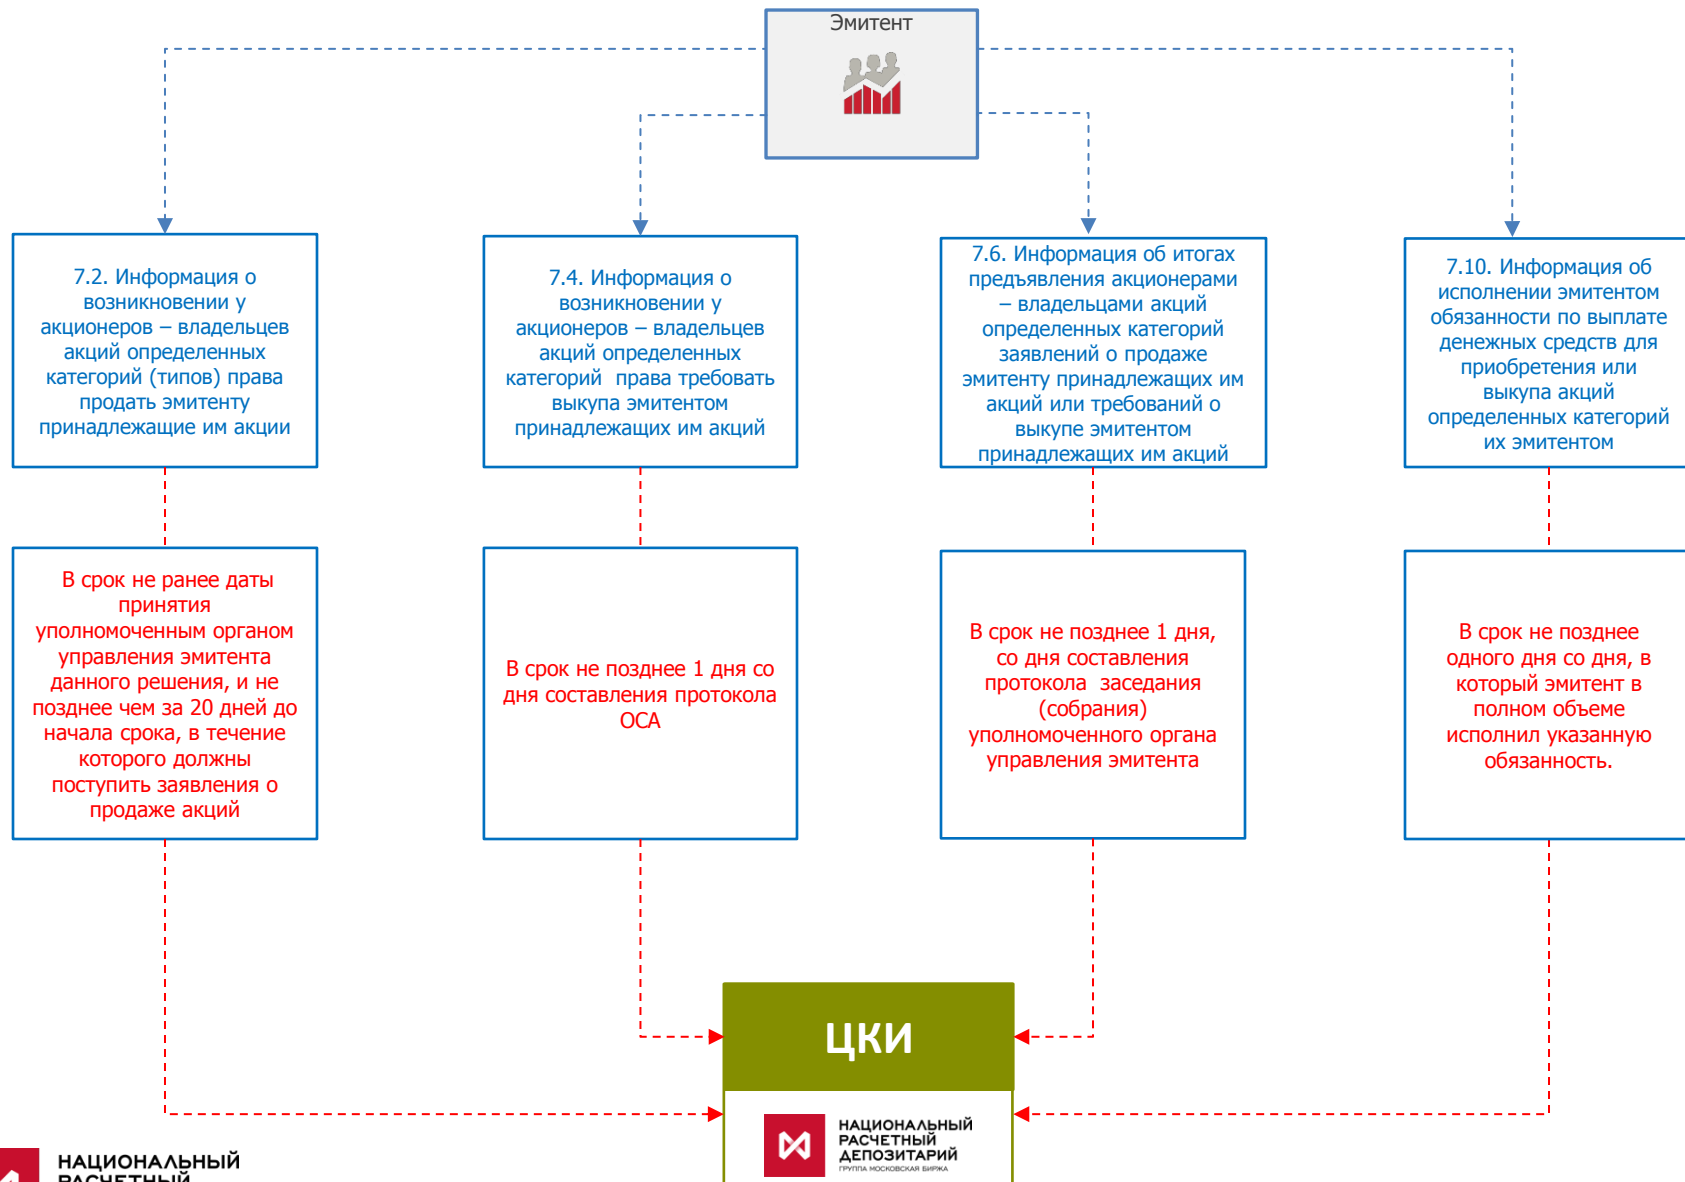 Эмитент
7.2. Информация о
возникновении у
акционеров – владельцев
акций определенных
категорий (типов) права
продать эмитенту
принадлежащие им акции
7.4. Информация о
возникновении у
акционеров – владельцев
акций определенных
категорий права требовать
выкупа эмитентом
принадлежащих им акций
7.6. Информация об итогах
предъявления акционерами
– владельцами акций
определенных категорий
заявлений о продаже
эмитенту принадлежащих им
акций или требований о
выкупе эмитентом
принадлежащих им акций
7.10. Информация об
исполнении эмитентом
обязанности по выплате
денежных средств для
приобретения или
выкупа акций
определенных категорий
их эмитентом
В срок не ранее даты
принятия
уполномоченным органом
управления эмитента
данного решения, и не
позднее чем за 20 дней до
начала срока, в течение
которого должны
поступить заявления о
продаже акций
В срок не позднее 1 дня со
дня составления протокола
ОСА
В срок не позднее 1 дня,
со дня составления
протокола заседания
(собрания)
уполномоченного органа
управления эмитента
В срок не позднее
одного дня со дня, в
который эмитент в
полном объеме
исполнил указанную
обязанность.
ЦКИ
НАЦИОНАЛЬНЫЙ
РАСЧЕТНЫЙ
ДЕПОЗИТАРИЙ
ГРУППА МОСКОВСКАЯ БИРЖА
НАЦИОНАЛЬНЫЙ
РАСЧЕТНЫЙ